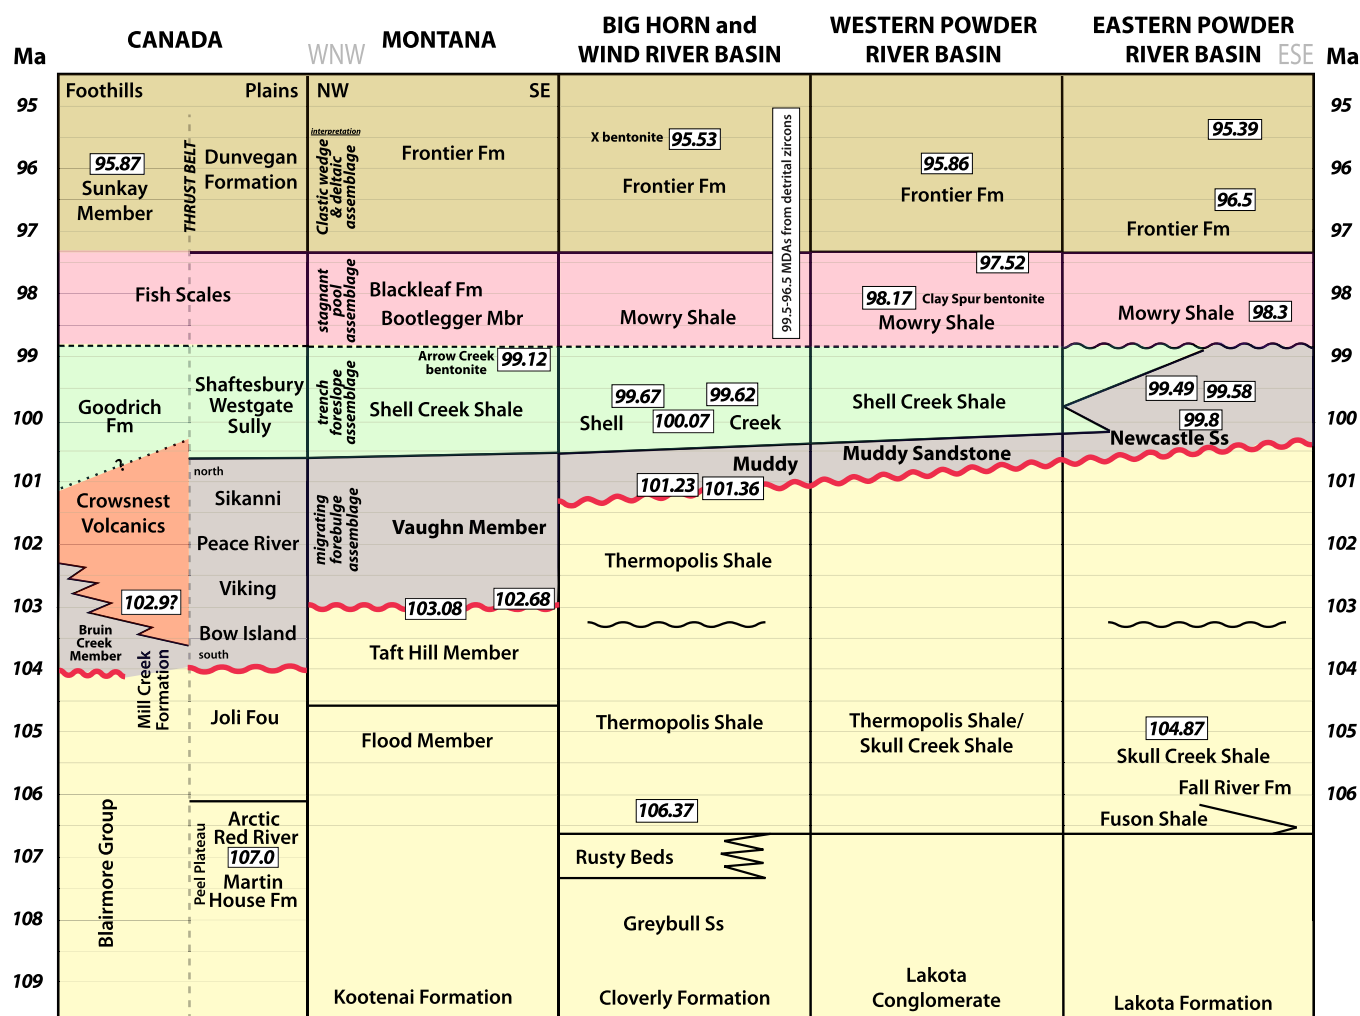 CANADA
MONTANA
BIG HORN and
WIND RIVER BASIN
WESTERN POWDER
RIVER BASIN
EASTERN POWDER
RIVER BASIN
Ma
WNW
ESE
Ma
95
96
97
98
99
100
101
102
103
104
105
106
107
108
109
Foothills
Plains
95.87
Sunkay
Member
THRUST BELT
Dunvegan
Formation
Fish Scales
Goodrich
Fm
Shaftesbury
Westgate
Sully
?
Crowsnest
Volcanics
102.9?
Bruin
Creek
Member
Mill Creek
Formation
north
Sikanni
Peace River
Viking
Bow Island
south
Joli Fou
Blairmore Group
Peel Plateau
Arctic
Red River
107.0
Martin
House Fm
NW
SE
interpretation
Clastic wedge
& deltaic
assemblage
Frontier Fm
stagnant
pool
assemblage
Blackleaf Fm
Bootlegger Mbr
Arrow Creek
bentonite
99.12
trench
foreslope
assemblage
Shell Creek Shale
migrating
forebulge
assemblage
Vaughn Member
103.08
102.68
Taft Hill Member
Flood Member
Kootenai Formation
X bentonite
95.53
Frontier Fm
99.5-96.5 MDAs from detrital zircons
Mowry Shale
99.67
99.62
100.07
Shell
Creek
Muddy
101.23
101.36
Thermopolis Shale
Thermopolis Shale
106.37
Rusty Beds
Greybull Ss
Cloverly Formation
95.86
Frontier Fm
97.52
98.17
Clay Spur bentonite
Mowry Shale
Shell Creek Shale
Muddy Sandstone
Thermopolis Shale/
Skull Creek Shale
Lakota
Conglomerate
95.39
96.5
Frontier Fm
Mowry Shale
98.3
99.49
99.58
99.8
Newcastle Ss
104.87
Skull Creek Shale
Fall River Fm
Fuson Shale
Lakota Formation
95
96
97
98
99
100
101
102
103
104
105
106